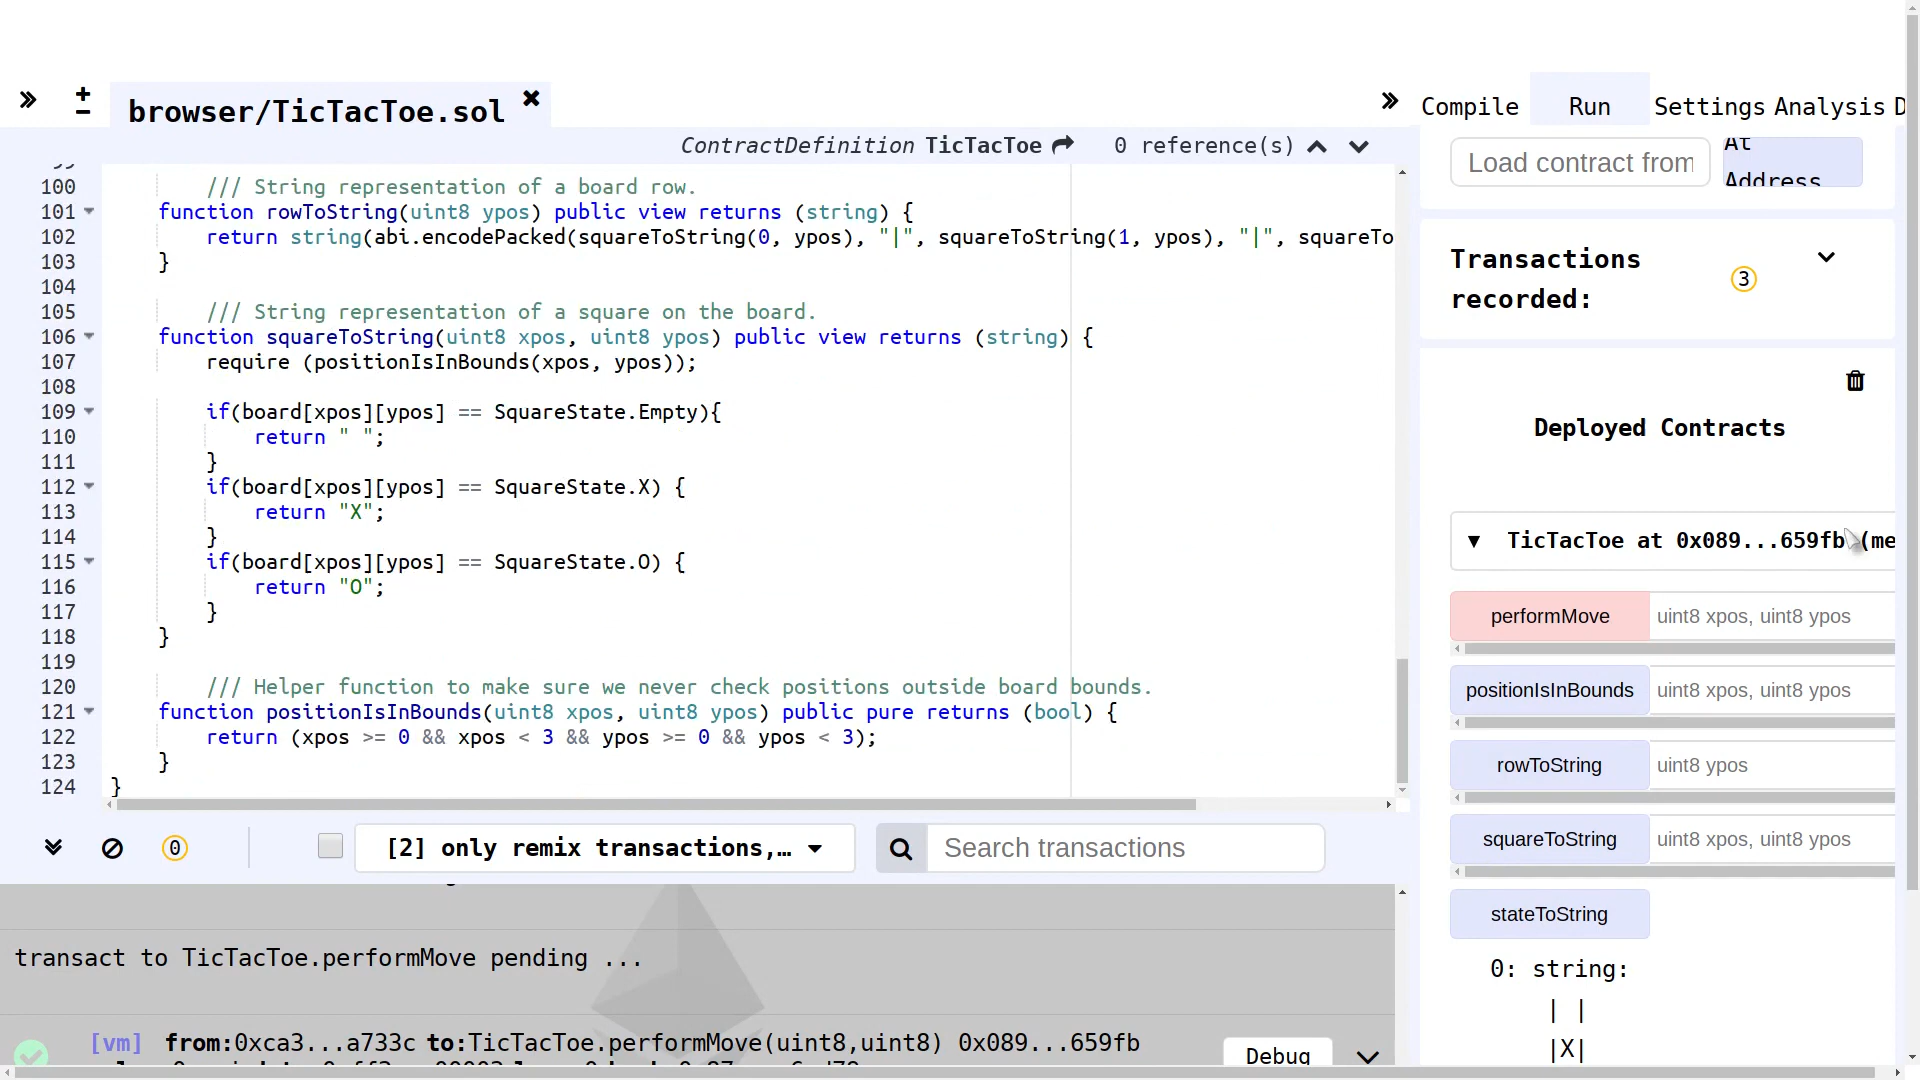 browser/TicTacToe.sol
Compile Run Settings Analysis D
ContractDefinition TicTacToe 0 reference(s)
Load contract from At Address
99
100 /// String representation of a board row.
101 function rowToString(uint8 ypos) public view returns (string) {
102 return string(abi.encodePacked(squareToString(0, ypos), "|", squareToString(1, ypos), "|", squareTo
103 }
104
105 /// String representation of a square on the board.
106 function squareToString(uint8 xpos, uint8 ypos) public view returns (string) {
107 require (positionIsInBounds(xpos, ypos));
108
109 if(board[xpos][ypos] == SquareState.Empty){
110 return " ";
111 }
112 if(board[xpos][ypos] == SquareState.X) {
113 return "X";
114 }
115 if(board[xpos][ypos] == SquareState.O) {
116 return "O";
117 }
118 }
119
120 /// Helper function to make sure we never check positions outside board bounds.
121 function positionIsInBounds(uint8 xpos, uint8 ypos) public pure returns (bool) {
122 return (xpos >= 0 && xpos < 3 && ypos >= 0 && ypos < 3);
123 }
124 }
Transactions
recorded: 3
Deployed Contracts
TicTacToe at 0x089...659fb (me
performMove uint8 xpos, uint8 ypos
positionIsInBounds uint8 xpos, uint8 ypos
rowToString uint8 ypos
squareToString uint8 xpos, uint8 ypos
stateToString
0: string:
| |
|X|
0 [2] only remix transactions,… Search transactions
transact to TicTacToe.performMove pending ...
[vm] from:0xca3...a733c to:TicTacToe.performMove(uint8,uint8) 0x089...659fb
Debug